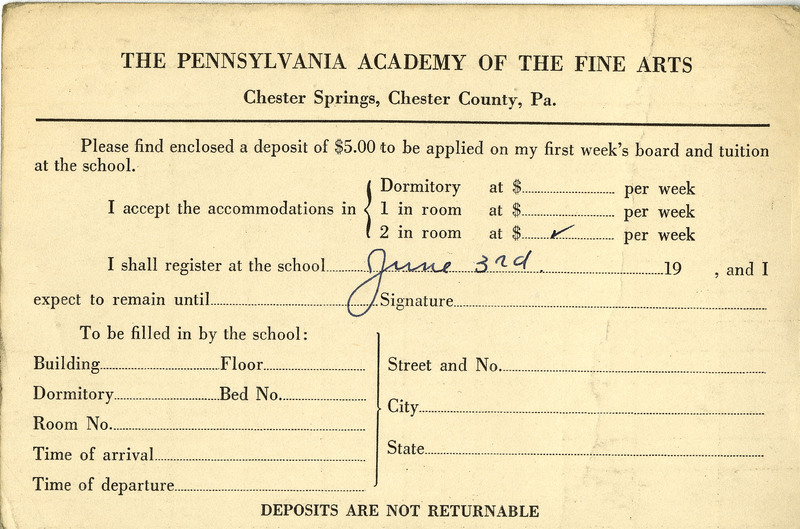 THE PENNSYLVANIA ACADEMY OF THE FINE ARTS
Chester Springs, Chester County, Pa.
Please find enclosed a deposit of $5.00 to be applied on my first week's board and tuition
at the school.
I accept the accommodations in { Dormitory at $........................ per week
1 in room at $........................ per week
2 in room at $.......✓.............. per week
I shall register at the school..........June 3rd...............................19 , and I
expect to remain until........................................Signature................................................................
To be filled in by the school:
Building..............................Floor..........................
Dormitory..........................Bed No......................
Room No.................................................................
Time of arrival......................................................
Time of departure.................................................
Street and No..................................................................
City.......................................................................................
State.....................................................................................
DEPOSITS ARE NOT RETURNABLE